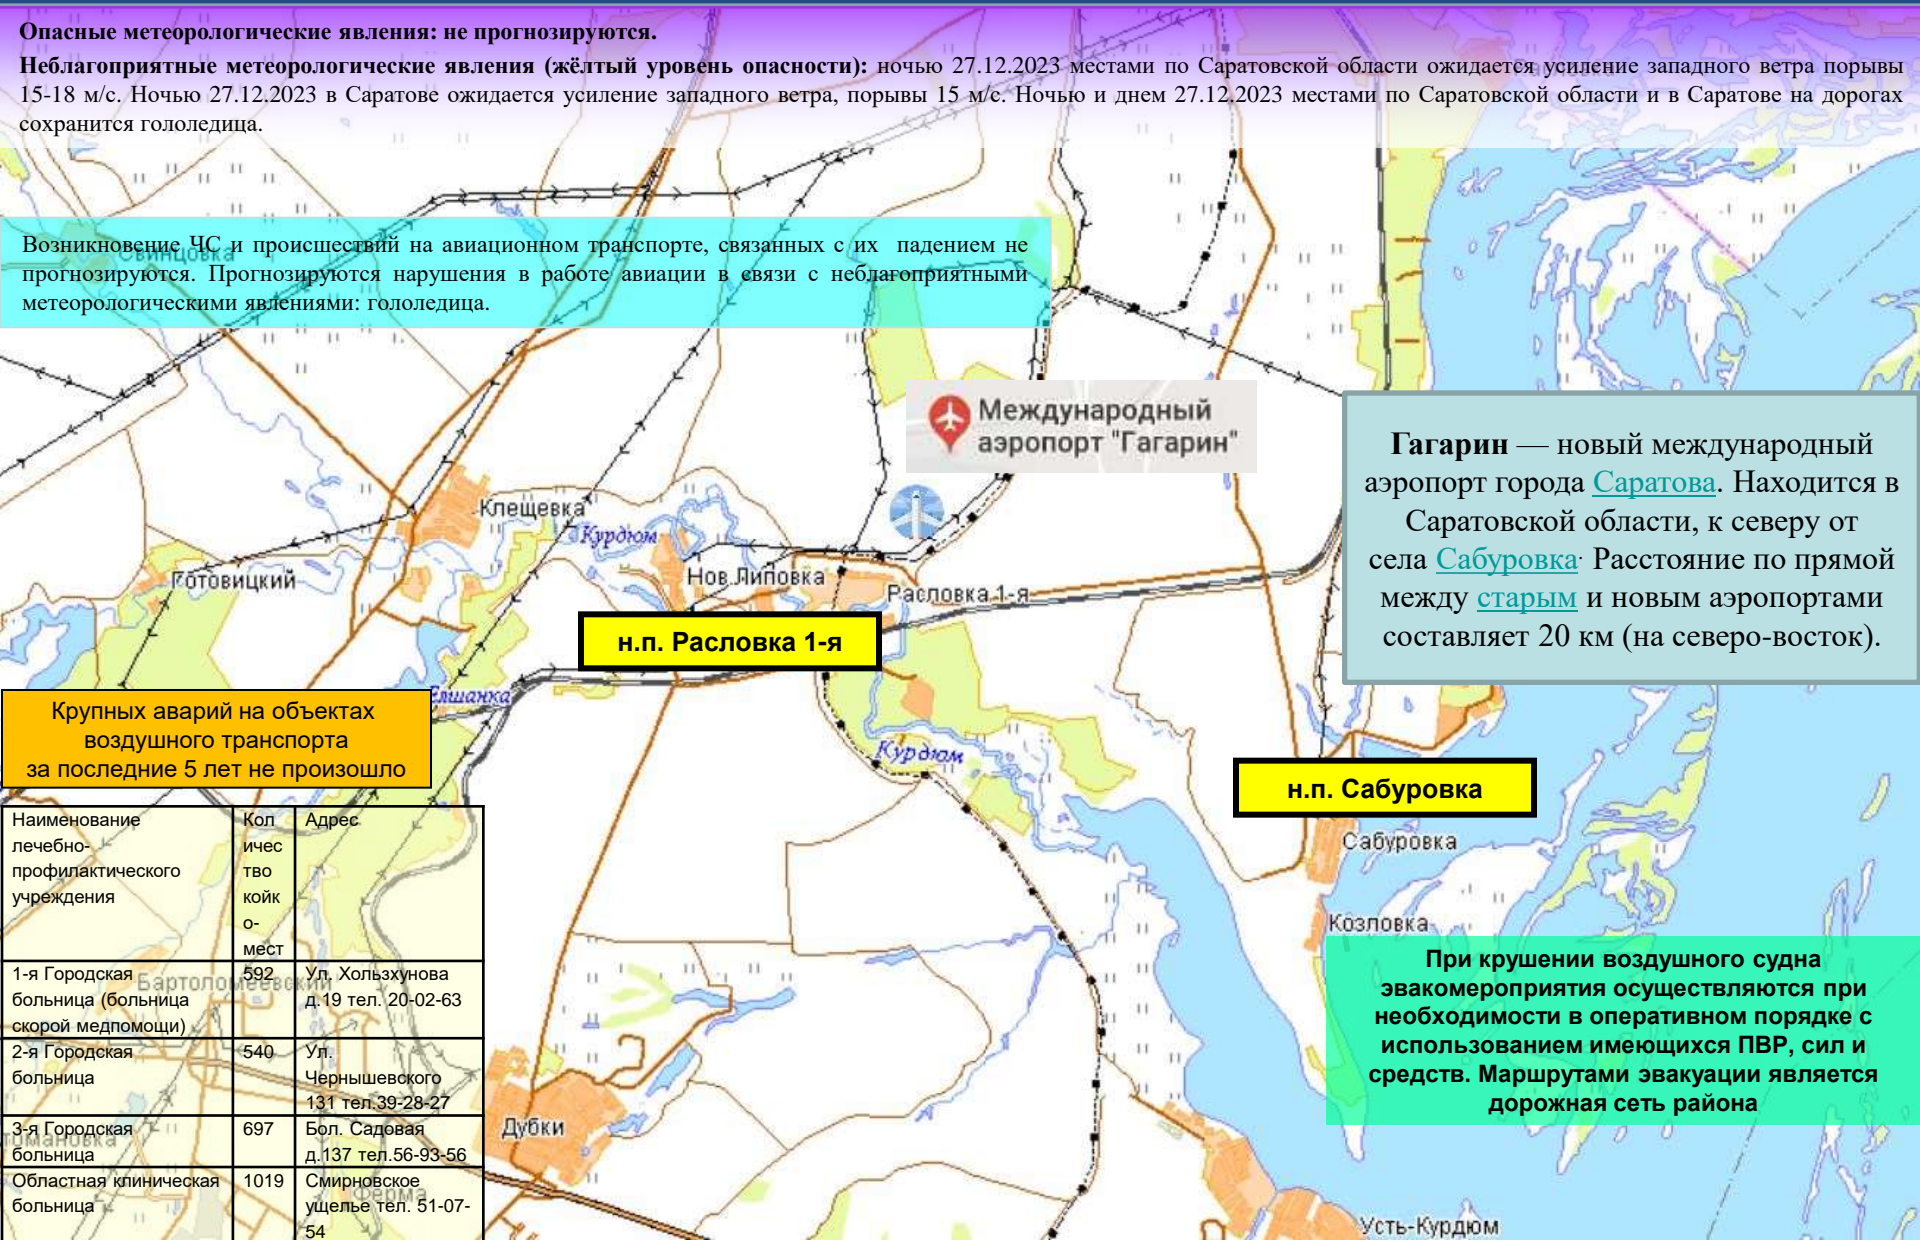 Опасные метеорологические явления: не прогнозируются.
Неблагоприятные метеорологические явления (жёлтый уровень опасности): ночью 27.12.2023 местами по Саратовской области ожидается усиление западного ветра порывы
15-18 м/с. Ночью 27.12.2023 в Саратове ожидается усиление западного ветра, порывы 15 м/с. Ночью и днем 27.12.2023 местами по Саратовской области и в Саратове на дорогах
сохранится гололедица.
Возникновение ЧС и происшествий на авиационном транспорте, связанных с их падением не
прогнозируются. Прогнозируются нарушения в работе авиации в связи с неблагоприятными
метеорологическими явлениями: гололедица.
Свинцовка
Международный
аэропорт "Гагарин"
Гагарин — новый международный
аэропорт города Саратова. Находится в
Саратовской области, к северу от
села Сабуровка. Расстояние по прямой
между старым и новым аэропортами
составляет 20 км (на северо-восток).
Клещевка
Курдюм
Готовицкий
Нов.Липовка
Расловка 1-я
н.п. Расловка 1-я
Елшанка
Крупных аварий на объектах
воздушного транспорта
за последние 5 лет не произошло
Курдюм
н.п. Сабуровка
Сабуровка
Козловка
При крушении воздушного судна
эвакомероприятия осуществляются при
необходимости в оперативном порядке с
использованием имеющихся ПВР, сил и
средств. Маршрутами эвакуации является
дорожная сеть района
Наименование
лечебно-
профилактического
учреждения
Кол
ичес
тво
койк
о-
мест
Адрес
1-я Городская
больница (больница
скорой медпомощи)
592
Ул. Хользхунова
д.19 тел. 20-02-63
Бартоломеевский
2-я Городская
больница
540
Ул.
Чернышевского
131 тел.39-28-27
3-я Городская
больница
697
Бол. Садовая
д.137 тел.56-93-56
Областная клиническая
больница
1019
Смирновское
ущелье тел. 51-07-
54
Ферма
Дубки
Усть-Курдюм